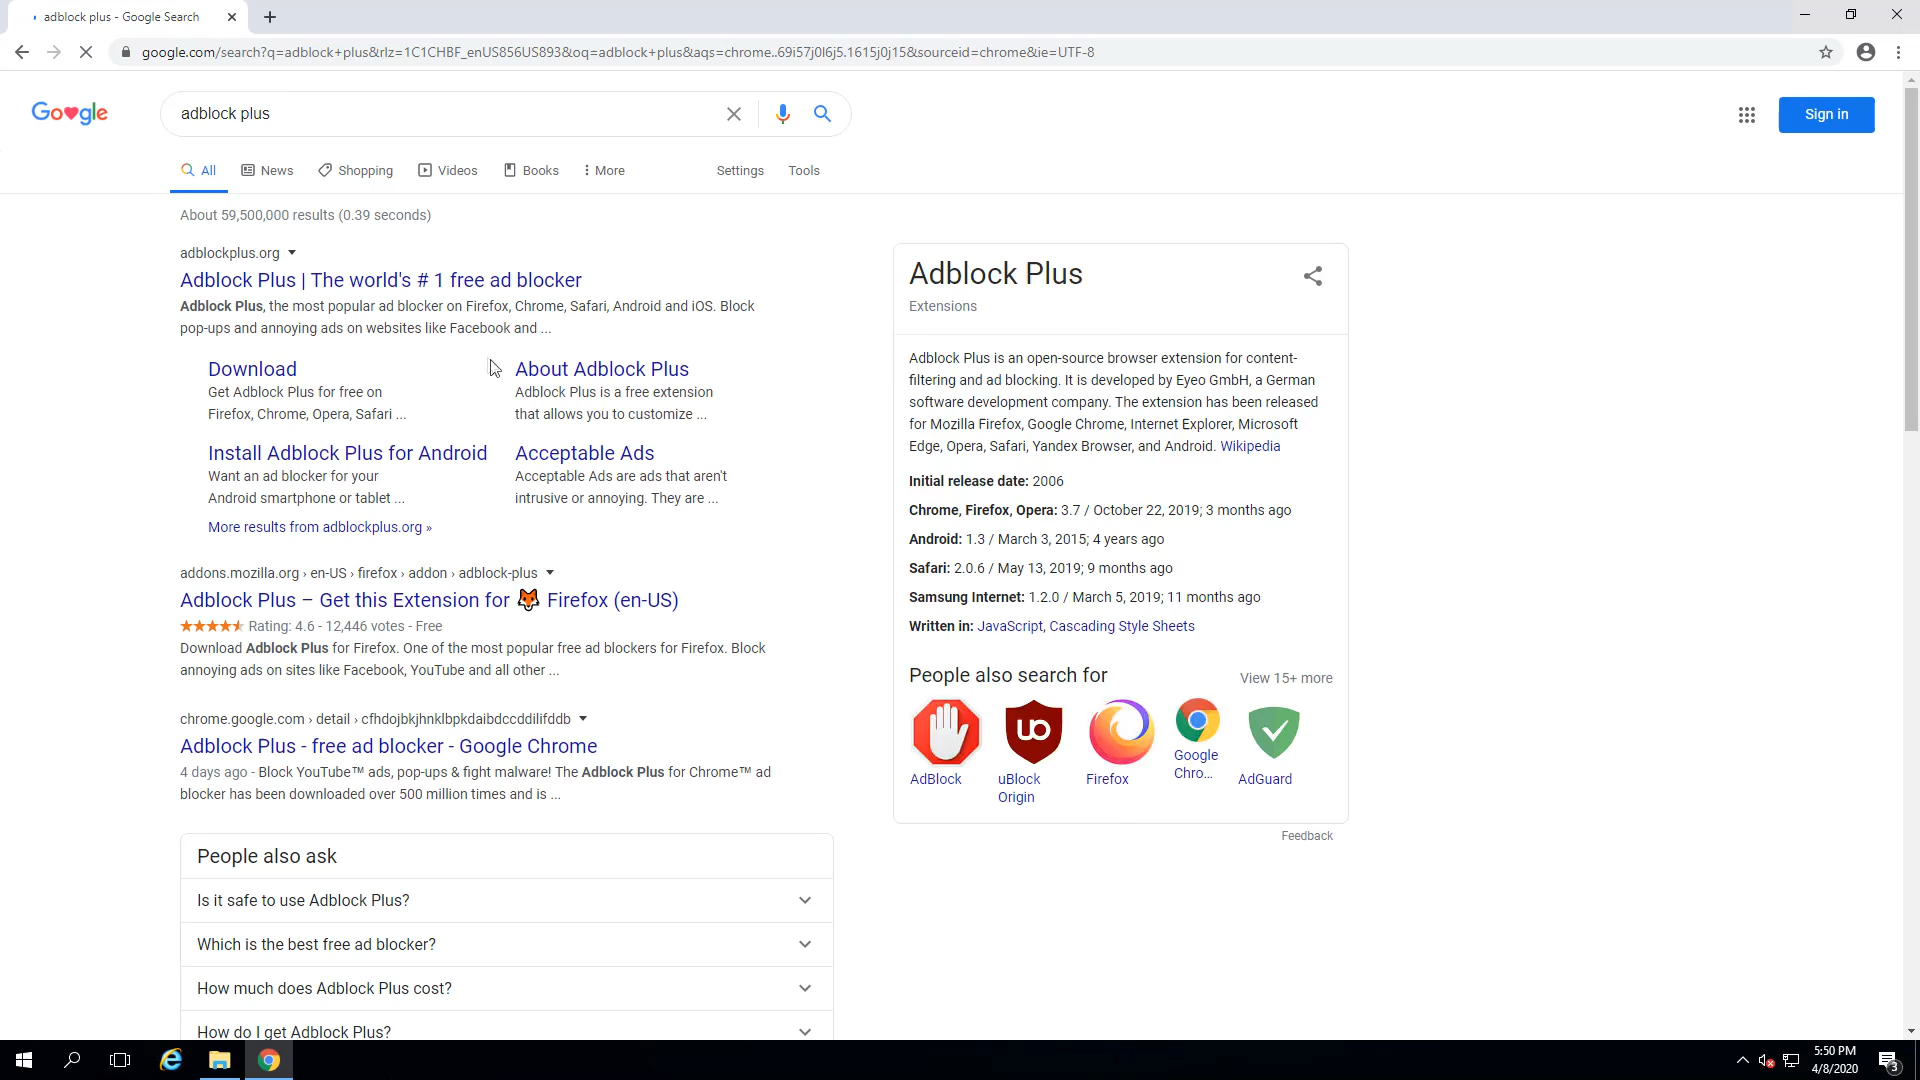 adblock plus - Google Search
google.com/search?q=adblock+plus&rlz=1C1CHBF_enUS856US893&oq=adblock+plus&aqs=chrome..69i57j0l6j5.1615j0j15&sourceid=chrome&ie=UTF-8
Google
adblock plus
Sign in
All
News
Shopping
Videos
Books
More
Settings
Tools
About 59,500,000 results (0.39 seconds)
adblockplus.org
Adblock Plus | The world's # 1 free ad blocker
Adblock Plus, the most popular ad blocker on Firefox, Chrome, Safari, Android and iOS. Block
pop-ups and annoying ads on websites like Facebook and ...
Download
Get Adblock Plus for free on
Firefox, Chrome, Opera, Safari ...
About Adblock Plus
Adblock Plus is a free extension
that allows you to customize ...
Install Adblock Plus for Android
Want an ad blocker for your
Android smartphone or tablet ...
Acceptable Ads
Acceptable Ads are ads that aren't
intrusive or annoying. They are ...
More results from adblockplus.org »
addons.mozilla.org › en-US › firefox › addon › adblock-plus
Adblock Plus – Get this Extension for 🦊 Firefox (en-US)
Rating: 4.6 - 12,446 votes - Free
Download Adblock Plus for Firefox. One of the most popular free ad blockers for Firefox. Block
annoying ads on sites like Facebook, YouTube and all other ...
chrome.google.com › detail › cfhdojbkjhnklbpkdaibdccddilifddb
Adblock Plus - free ad blocker - Google Chrome
4 days ago - Block YouTube™ ads, pop-ups & fight malware! The Adblock Plus for Chrome™ ad
blocker has been downloaded over 500 million times and is ...
People also ask
Is it safe to use Adblock Plus?
Which is the best free ad blocker?
How much does Adblock Plus cost?
How do I get Adblock Plus?
Adblock Plus
Extensions
Adblock Plus is an open-source browser extension for content-
filtering and ad blocking. It is developed by Eyeo GmbH, a German
software development company. The extension has been released
for Mozilla Firefox, Google Chrome, Internet Explorer, Microsoft
Edge, Opera, Safari, Yandex Browser, and Android. Wikipedia
Initial release date: 2006
Chrome, Firefox, Opera: 3.7 / October 22, 2019; 3 months ago
Android: 1.3 / March 3, 2015; 4 years ago
Safari: 2.0.6 / May 13, 2019; 9 months ago
Samsung Internet: 1.2.0 / March 5, 2019; 11 months ago
Written in: JavaScript, Cascading Style Sheets
People also search for
View 15+ more
AdBlock
uBlock
Origin
Firefox
Google
Chro...
AdGuard
Feedback
5:50 PM
4/8/2020
3